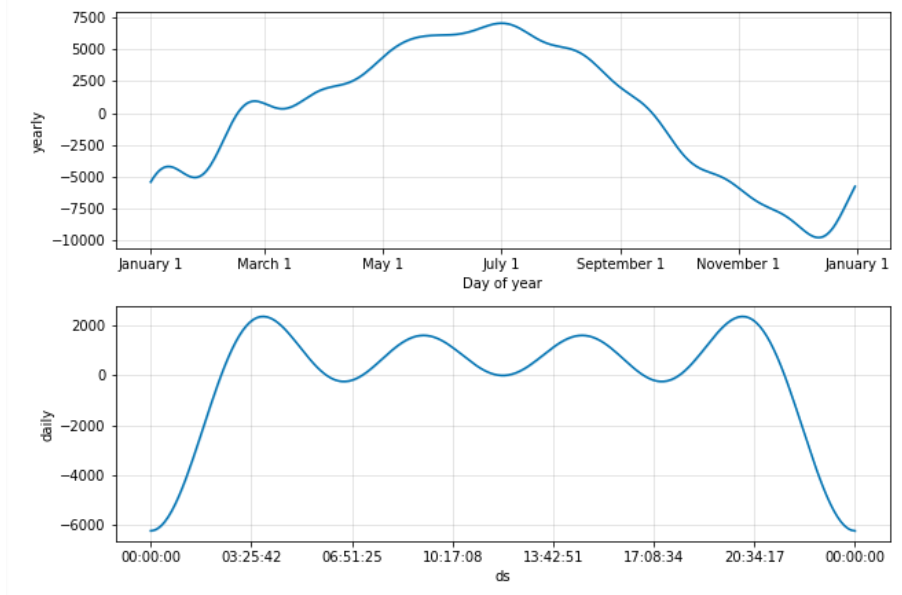 7500
5000
2500
0
−2500
−5000
−7500
−10000
yearly
January 1 March 1 May 1 July 1 September 1 November 1 January 1
Day of year
2000
0
−2000
−4000
−6000
daily
00:00:00 03:25:42 06:51:25 10:17:08 13:42:51 17:08:34 20:34:17 00:00:00
ds